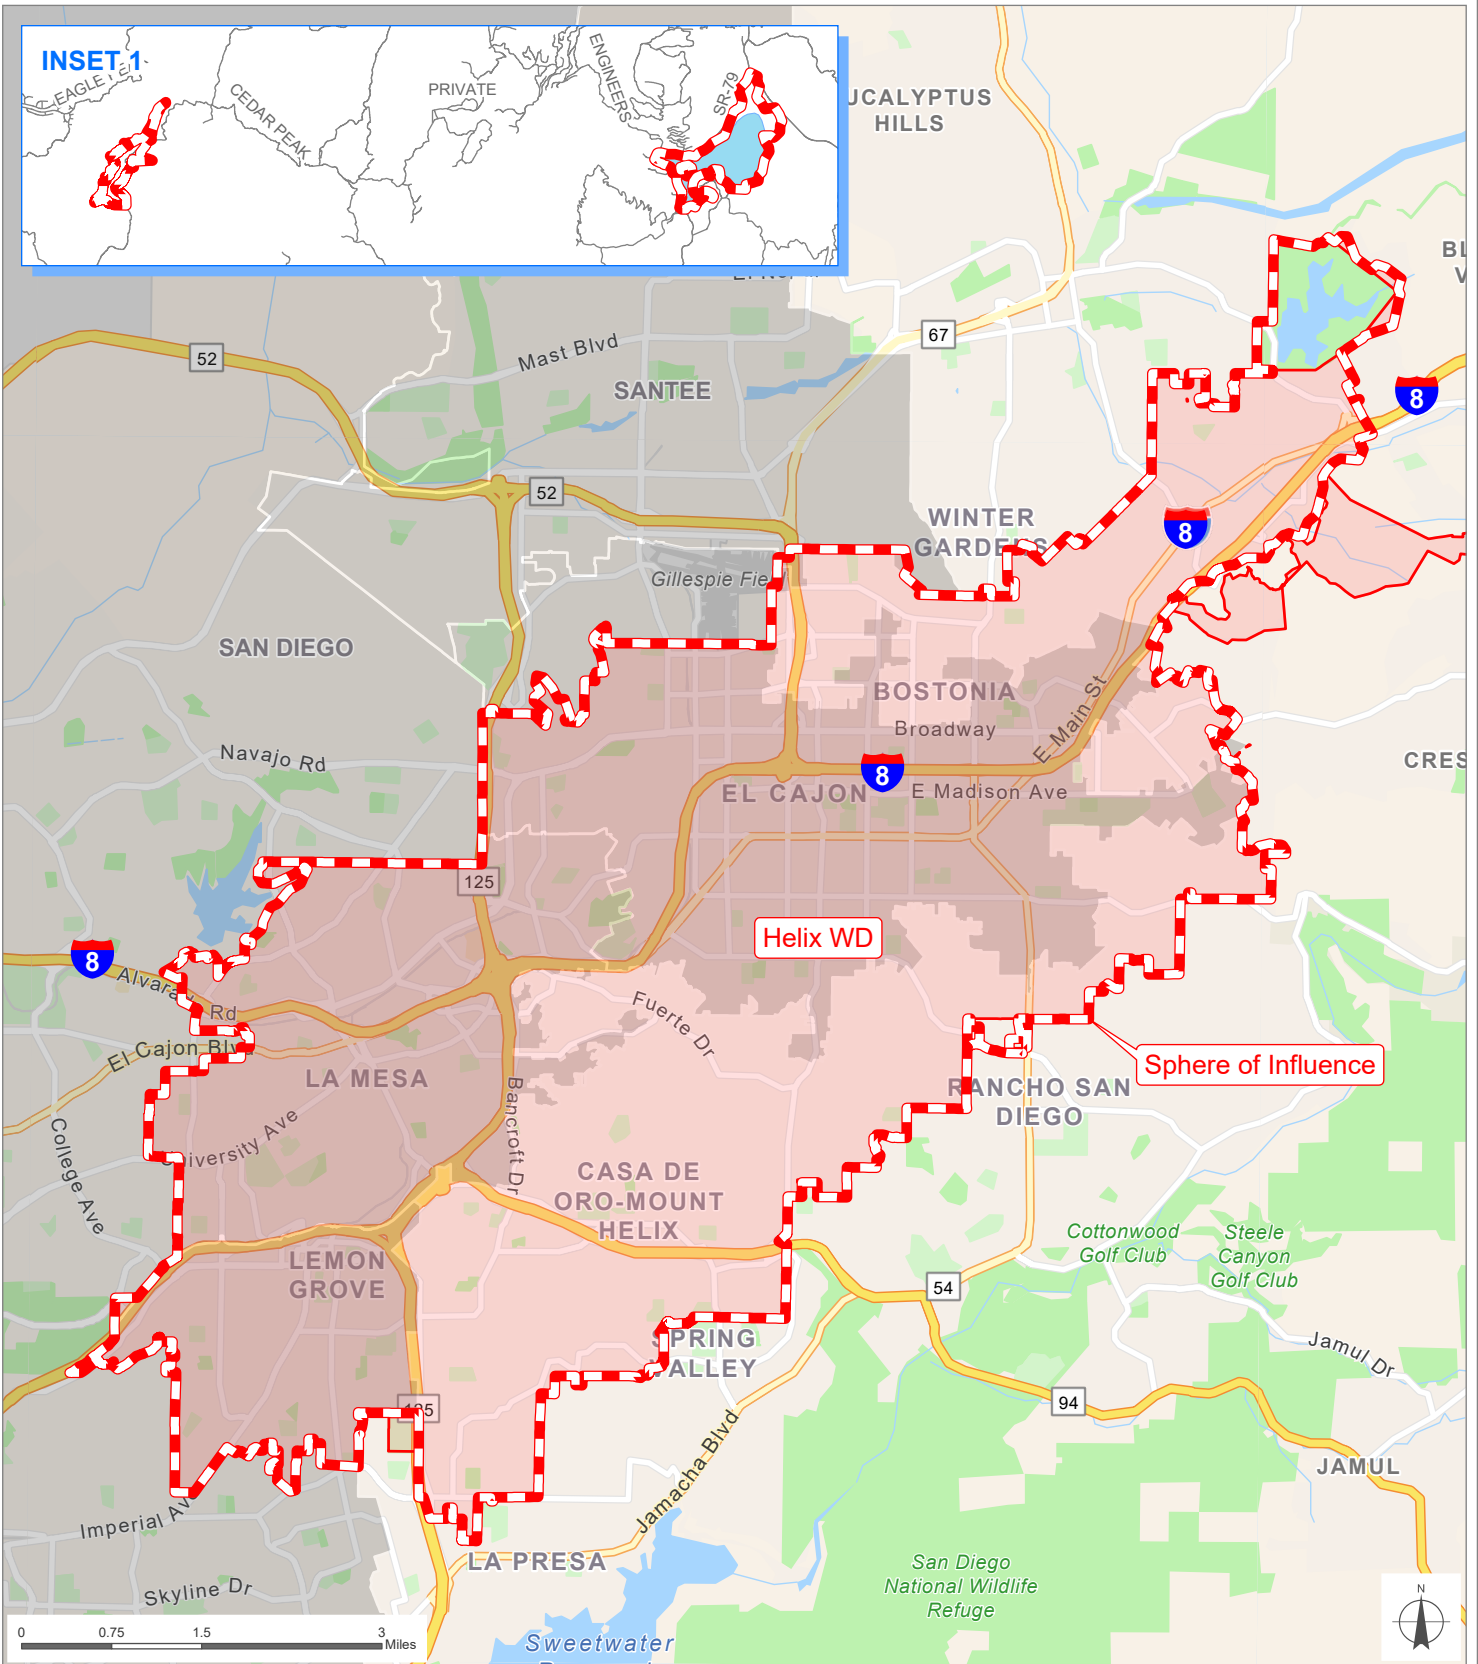 INSET 1
EAGLE PEAK
CEDAR PEAK
PRIVATE
ENGINEERS
SR-79
HILLS
67
52
Mast Blvd
SANTEE
8
52
WINTER
GARDENS
8
Gillespie Fie
SAN DIEGO
BOSTONIA
Broadway
E Main St
Navajo Rd
8
EL CAJON
E Madison Ave
CRES
125
Helix WD
8
Alvarado Rd
Fuerte Dr
El Cajon Blv
Sphere of Influence
LA MESA
Bancroft Dr
RANCHO SAN
DIEGO
University Ave
College Ave
CASA DE
ORO-MOUNT
HELIX
Cottonwood
Golf Club
Steele
Canyon
Golf Club
LEMON
GROVE
54
SPRING
VALLEY
Jamul Dr
94
125
Jamacha Blvd
JAMUL
Imperial Av
LA PRESA
San Diego
National Wildlife
Refuge
Skyline Dr
Sweetwater
N
0 0.75 1.5 3
Miles